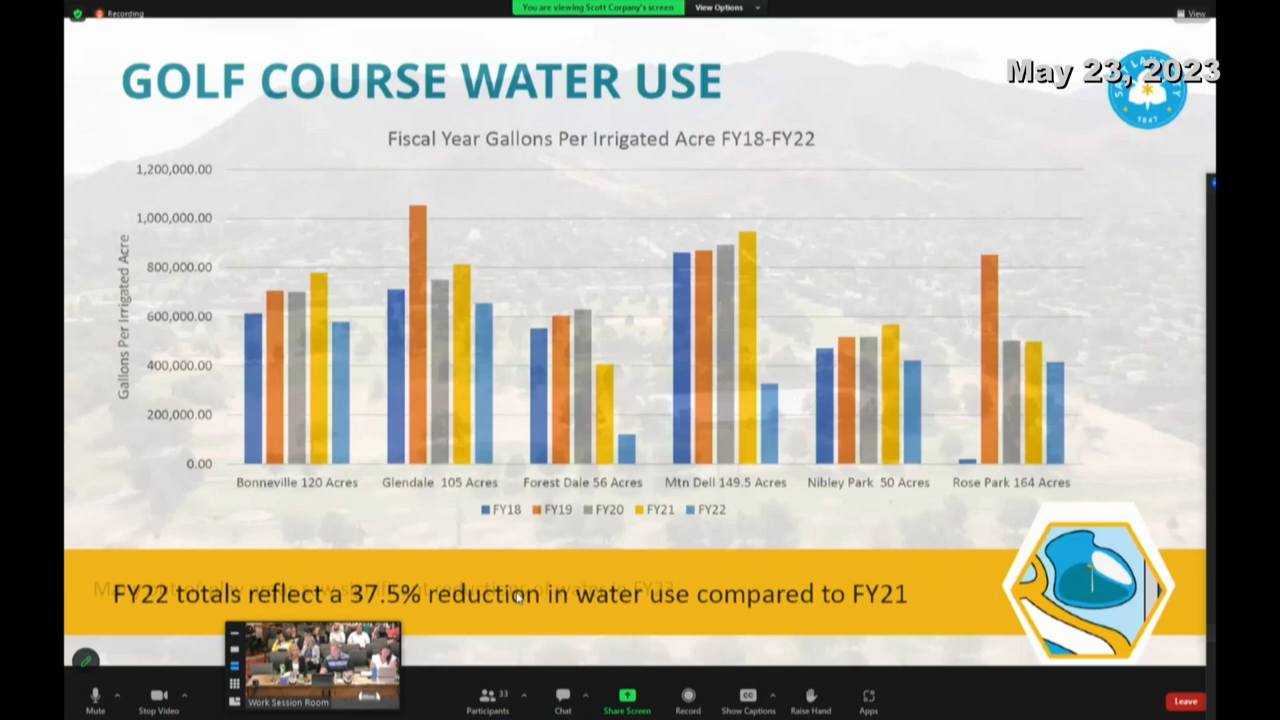 Recording
You are viewing Scott Corpany's screen
View Options
View
GOLF COURSE WATER USE
May 23, 2023
1847
Fiscal Year Gallons Per Irrigated Acre FY18-FY22
Gallons Per Irrigated Acre
1,200,000.00
1,000,000.00
800,000.00
600,000.00
400,000.00
200,000.00
0.00
Bonneville 120 Acres
Glendale 105 Acres
Forest Dale 56 Acres
Mtn Dell 149.5 Acres
Nibley Park 50 Acres
Rose Park 164 Acres
FY18 FY19 FY20 FY21 FY22
FY22 totals reflect a 37.5% reduction in water use compared to FY21
Work Session Room
Mute
Stop Video
Participants
33
Chat
Share Screen
Record
CC
Show Captions
Raise Hand
Apps
Leave